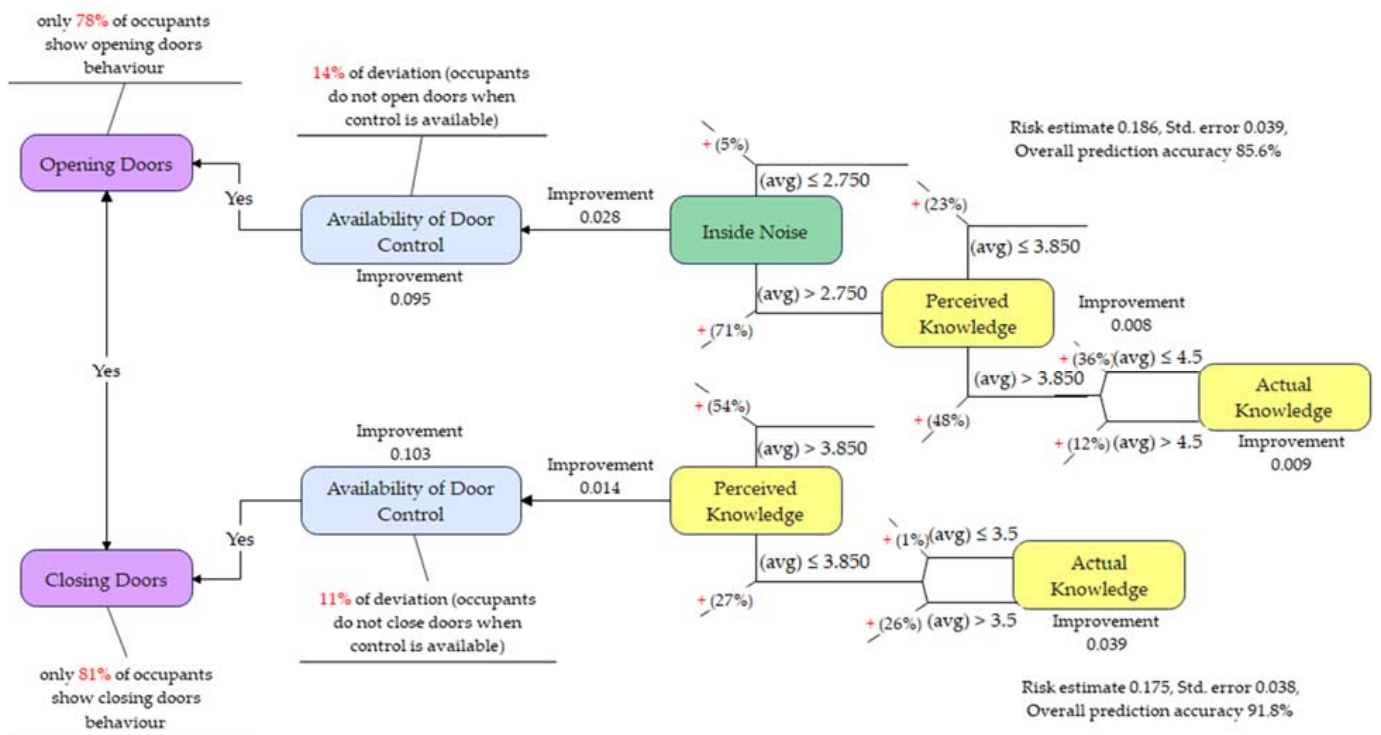 only 78% of occupants
show opening doors
behaviour
14% of deviation (occupants
do not open doors when
control is available)
Risk estimate 0.186, Std. error 0.039,
Overall prediction accuracy 85.6%
Opening Doors
Yes
Availability of Door
Control
Improvement
0.095
Improvement
0.028
Inside Noise
+ (5%)
(avg) ≤ 2.750
(avg) > 2.750
+ (71%)
+ (23%)
(avg) ≤ 3.850
Perceived
Knowledge
(avg) > 3.850
+ (48%)
Improvement
0.008
+ (36%) (avg) ≤ 4.5
+ (12%) (avg) > 4.5
Actual
Knowledge
Improvement
0.009
Yes
Improvement
0.103
Availability of Door
Control
Improvement
0.014
+ (54%)
(avg) > 3.850
Perceived
Knowledge
(avg) ≤ 3.850
+ (27%)
+ (1%) (avg) ≤ 3.5
+ (26%) (avg) > 3.5
Actual
Knowledge
Improvement
0.039
Yes
Closing Doors
11% of deviation (occupants
do not close doors when
control is available)
only 81% of occupants
show closing doors
behaviour
Risk estimate 0.175, Std. error 0.038,
Overall prediction accuracy 91.8%